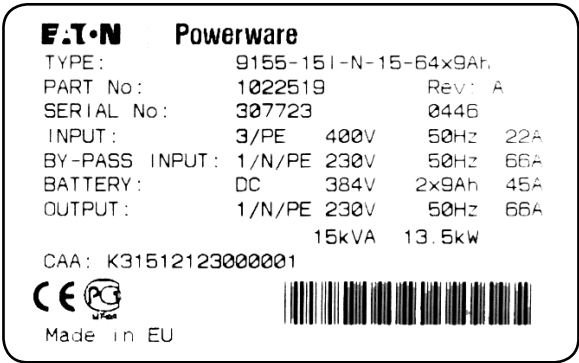 EATON Powerware
TYPE: 9155-15I-N-15-64x9Ah
PART No: 1022519 Rev: A
SERIAL No: 307723 0446
INPUT: 3/PE 400V 50Hz 22A
BY-PASS INPUT: 1/N/PE 230V 50Hz 66A
BATTERY: DC 384V 2x9Ah 45A
OUTPUT: 1/N/PE 230V 50Hz 66A
15kVA 13.5kW
CAA: K31512123000001
CE PC
Made in EU